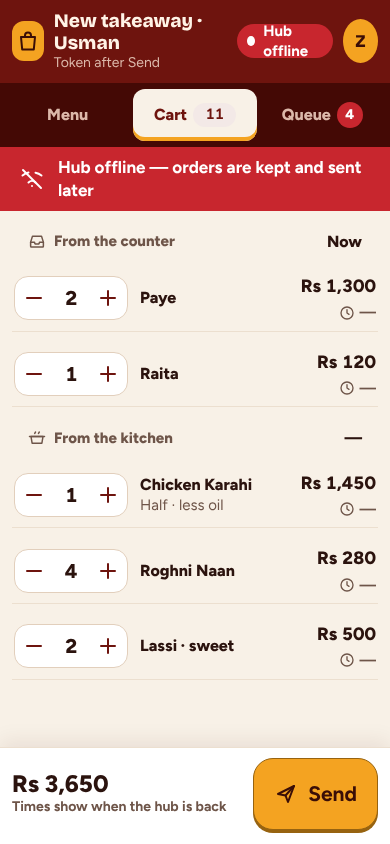 New takeaway ·
Usman
Token after Send
Hub
offline
Z
Menu
Cart 11
Queue 4
Hub offline — orders are kept and sent
later
From the counter Now
2 Paye Rs 1,300
—
1 Raita Rs 120
—
From the kitchen —
1 Chicken Karahi Rs 1,450
Half · less oil —
4 Roghni Naan Rs 280
—
2 Lassi · sweet Rs 500
—
Rs 3,650
Times show when the hub is back
Send